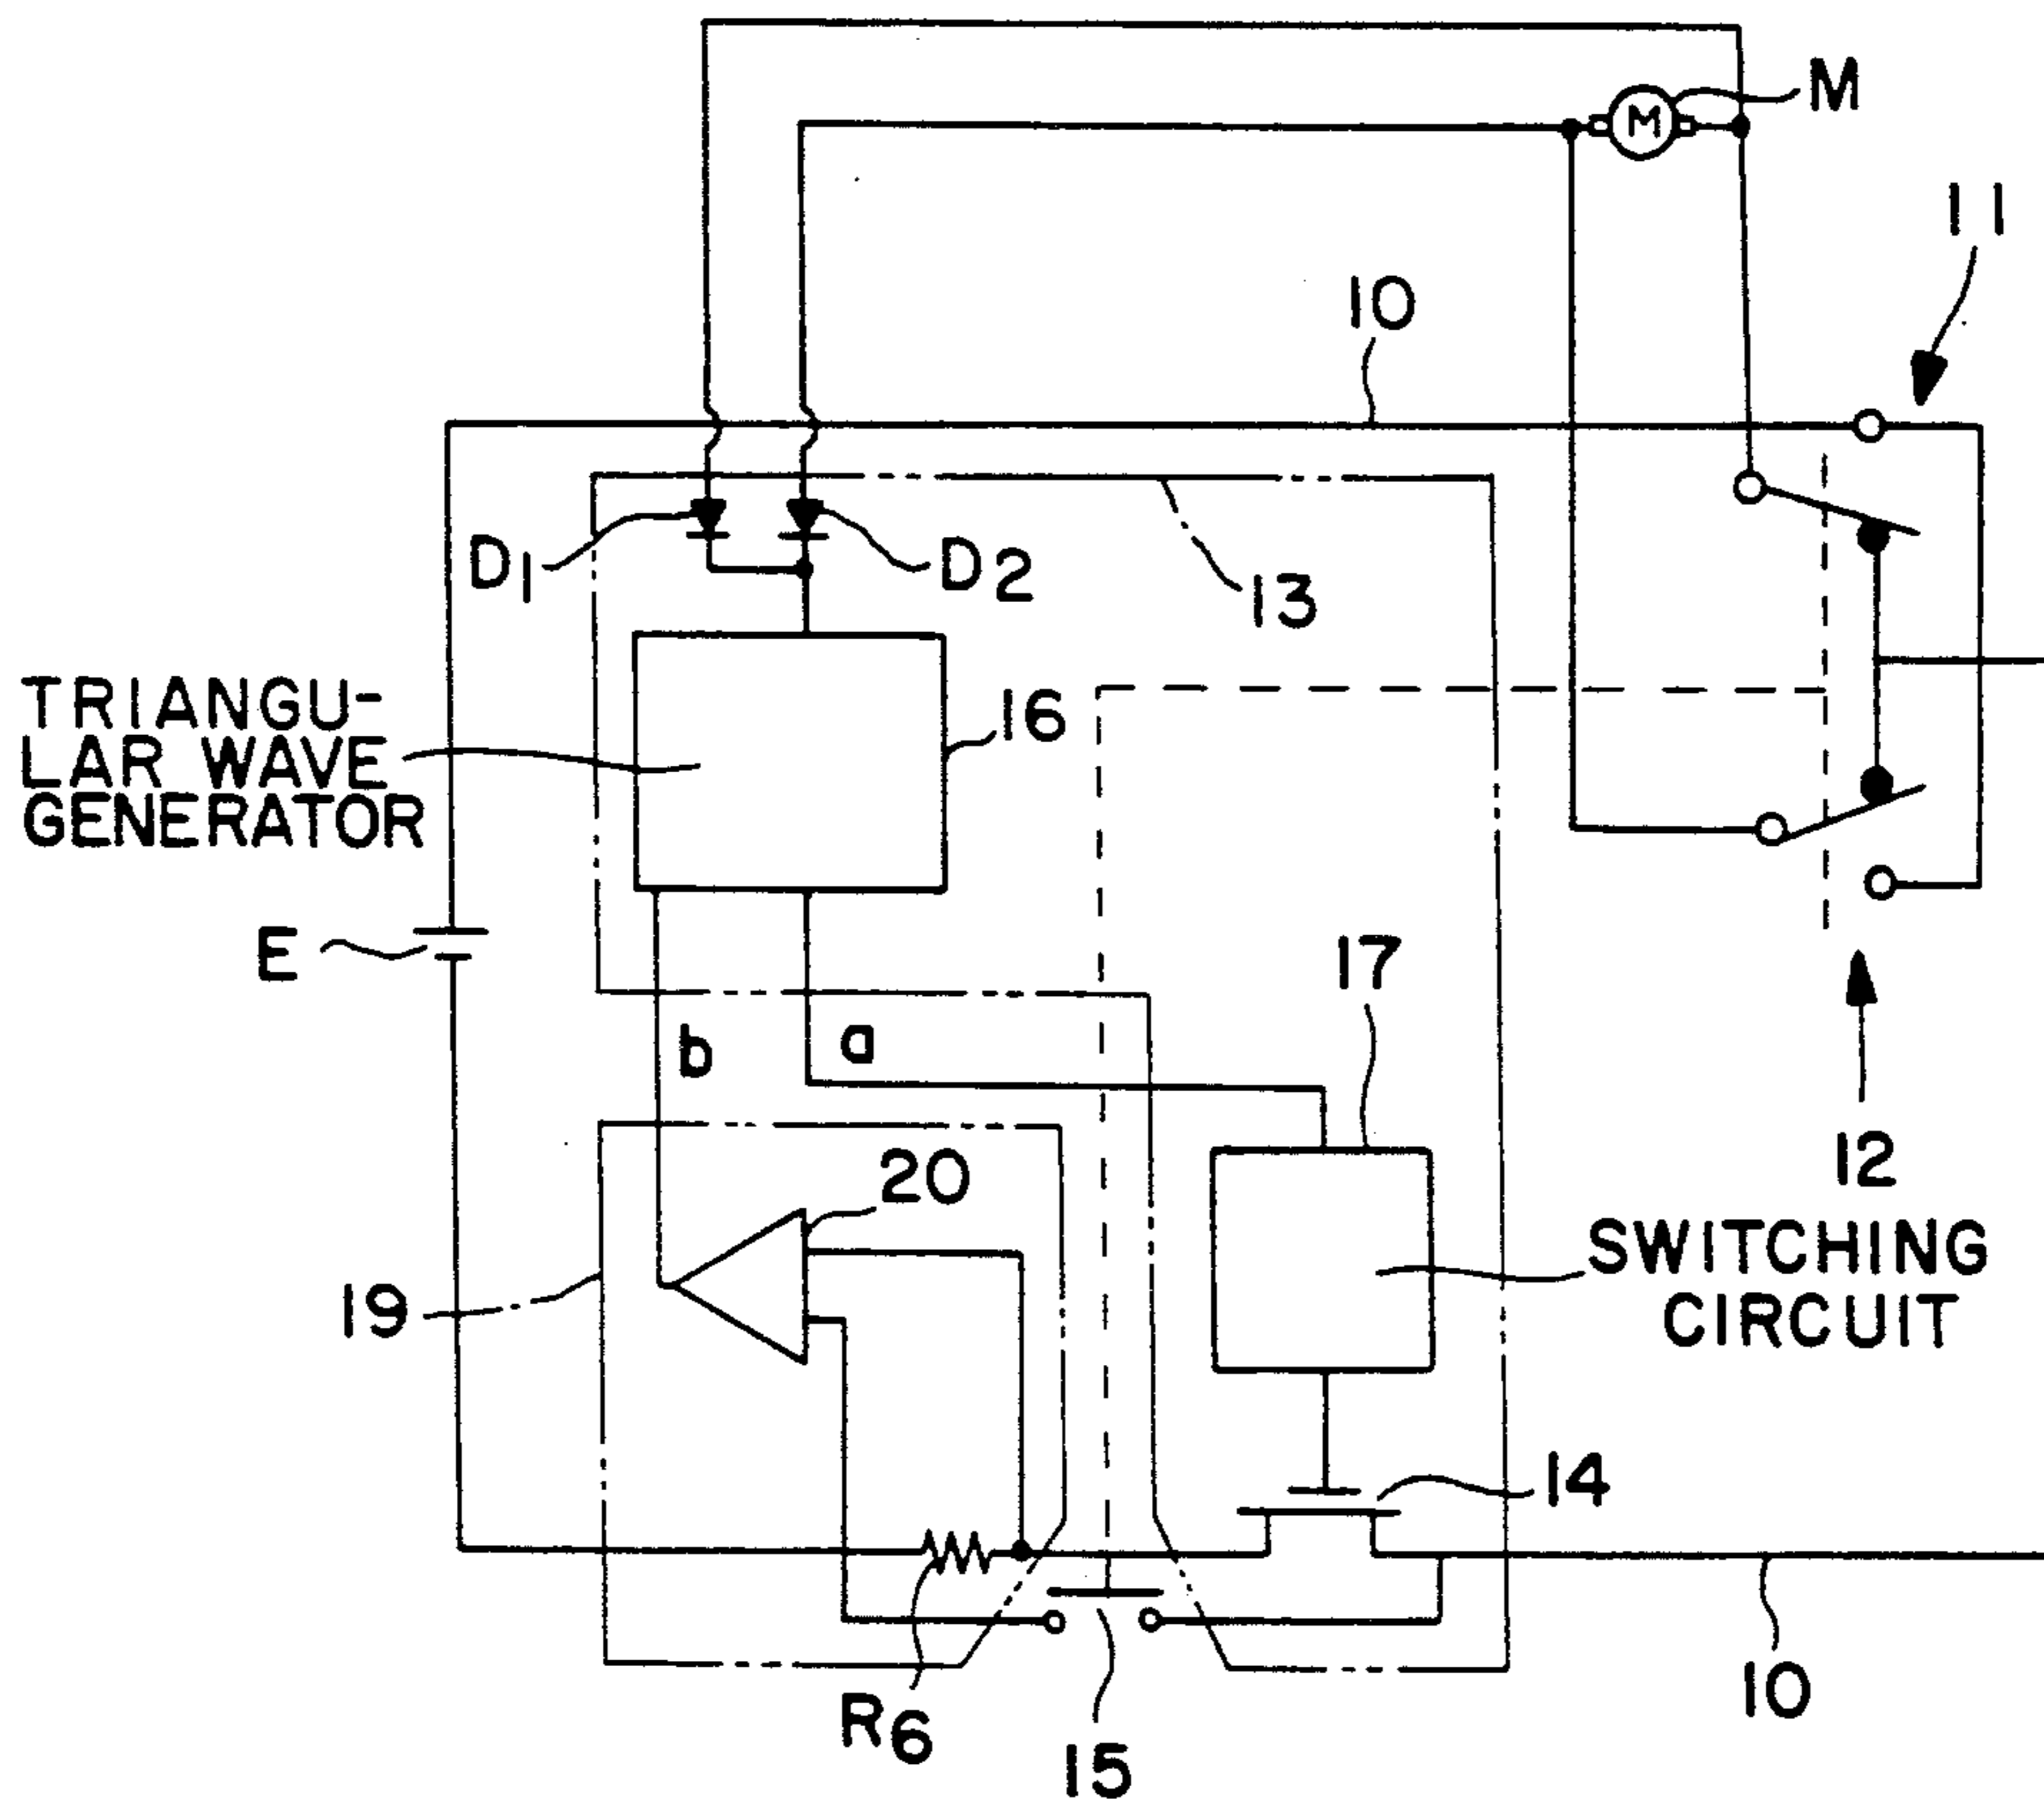 M
M
11
10
D1
D2
13
TRIANGU-
LAR WAVE
GENERATOR
16
E
17
b
a
12
20
SWITCHING
CIRCUIT
19
14
R6
15
10